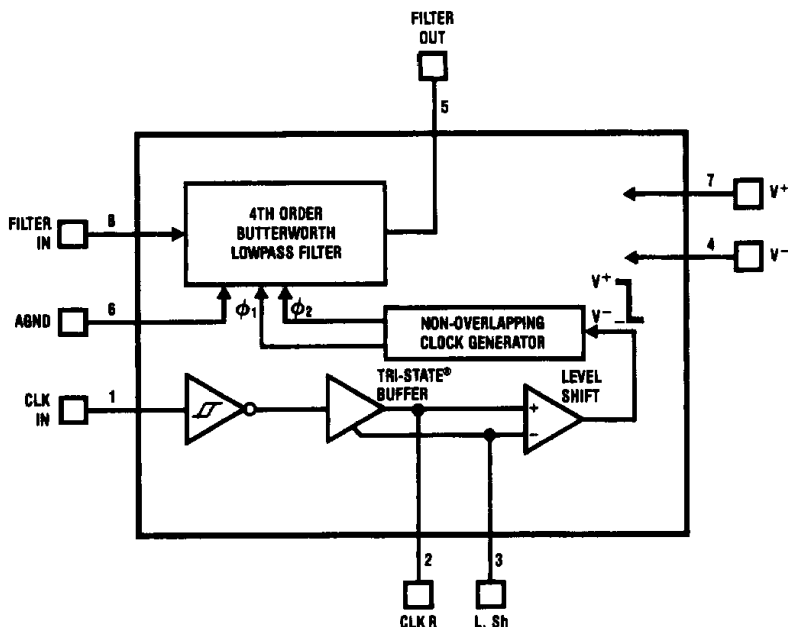 FILTER
OUT
5
FILTER
IN
8
4TH ORDER
BUTTERWORTH
LOWPASS FILTER
7
V+
4
V−
AGND
6
ϕ1
ϕ2
NON-OVERLAPPING
CLOCK GENERATOR
V+
V−
CLK
IN
1
TRI-STATE®
BUFFER
LEVEL
SHIFT
+
−
2
3
CLK R
L. Sh